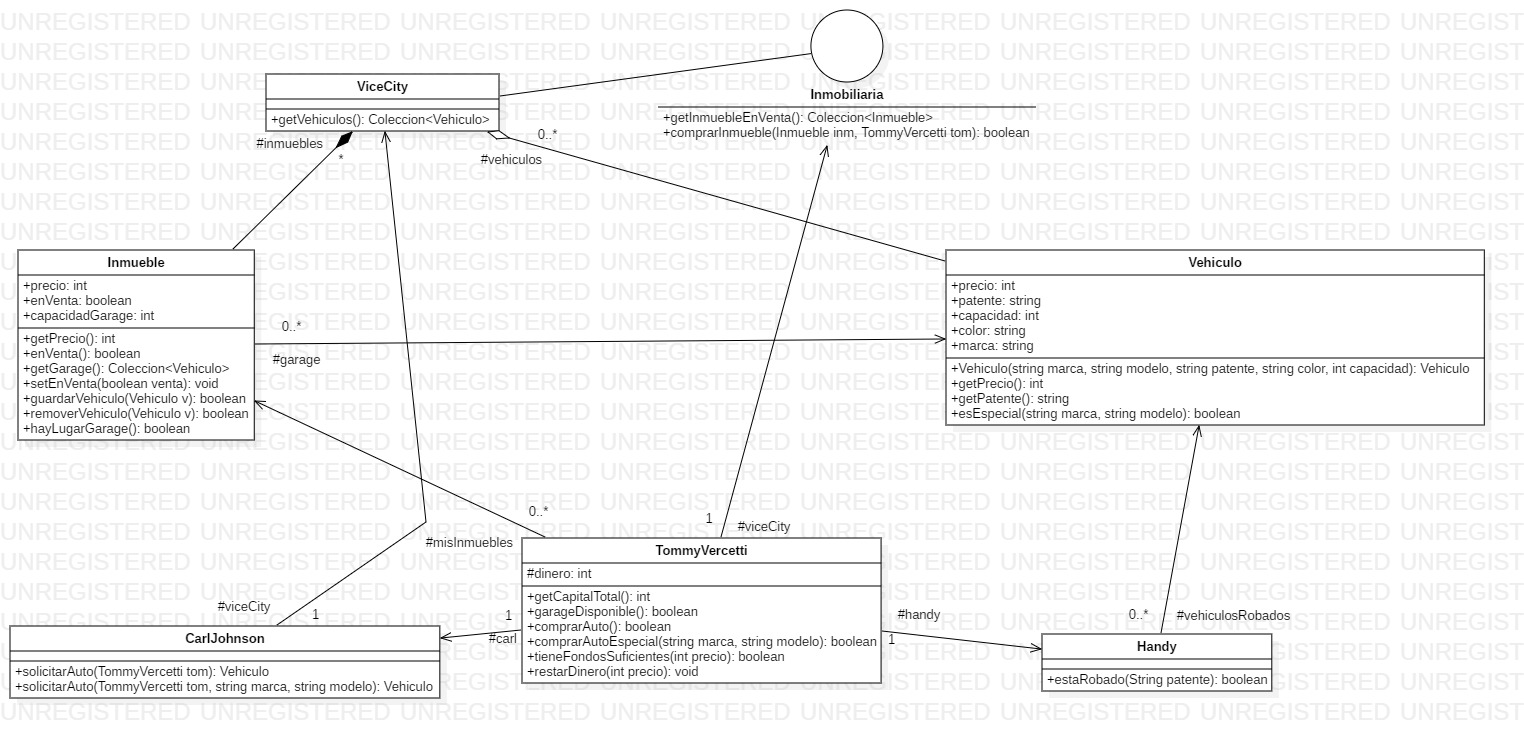 ViceCity
+getVehiculos(): Coleccion<Vehiculo>
#inmuebles
*
0..*
#vehiculos
Inmobiliaria
+getInmuebleEnVenta(): Coleccion<Inmueble>
+comprarInmueble(Inmueble inm, TommyVercetti tom): boolean
Inmueble
+precio: int
+enVenta: boolean
+capacidadGarage: int
+getPrecio(): int
+enVenta(): boolean
+getGarage(): Coleccion<Vehiculo>
+setEnVenta(boolean venta): void
+guardarVehiculo(Vehiculo v): boolean
+removerVehiculo(Vehiculo v): boolean
+hayLugarGarage(): boolean
0..*
#garage
Vehiculo
+precio: int
+patente: string
+capacidad: int
+color: string
+marca: string
+Vehiculo(string marca, string modelo, string patente, string color, int capacidad): Vehiculo
+getPrecio(): int
+getPatente(): string
+esEspecial(string marca, string modelo): boolean
0..*
#misInmuebles
1
#viceCity
TommyVercetti
#dinero: int
+getCapitalTotal(): int
+garageDisponible(): boolean
+comprarAuto(): boolean
+comprarAutoEspecial(string marca, string modelo): boolean
+tieneFondosSuficientes(int precio): boolean
+restarDinero(int precio): void
#viceCity
1
1
#carl
CarlJohnson
+solicitarAuto(TommyVercetti tom): Vehiculo
+solicitarAuto(TommyVercetti tom, string marca, string modelo): Vehiculo
#handy
1
0..*
#vehiculosRobados
Handy
+estaRobado(String patente): boolean
UNREGISTERED